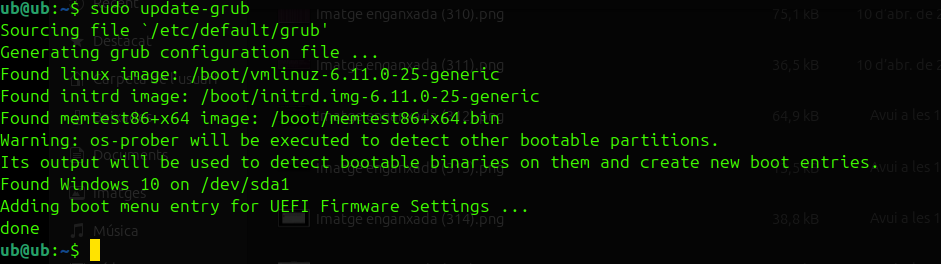 ub@ub:~$ sudo update-grub
Sourcing file `/etc/default/grub'
Generating grub configuration file ...
Found linux image: /boot/vmlinuz-6.11.0-25-generic
Found initrd image: /boot/initrd.img-6.11.0-25-generic
Found memtest86+x64 image: /boot/memtest86+x64.bin
Warning: os-prober will be executed to detect other bootable partitions.
Its output will be used to detect bootable binaries on them and create new boot entries.
Found Windows 10 on /dev/sda1
Adding boot menu entry for UEFI Firmware Settings ...
done
ub@ub:~$
Imatge enganxada (310).png 75,1 kB 10 d'abr. de
Destacat
Imatge enganxada (311).png 36,5 kB 10 d'abr. de
64,9 kB Avui a les
Documents
Avui a les
Imatges
Imatge enganxada (314).png 38,8 kB Avui a les
Música